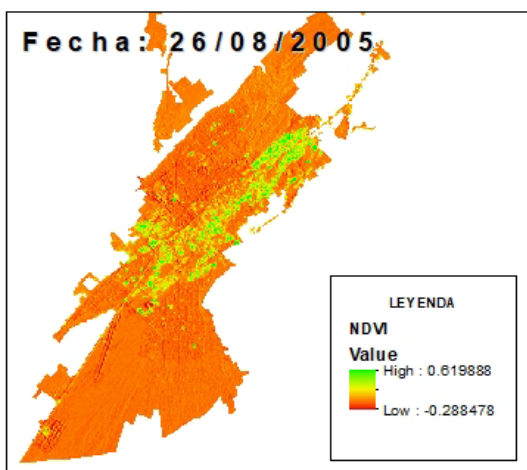 Fecha: 26/08/2005
LEYENDA
NDVI
Value
High : 0.619888
Low : -0.288478